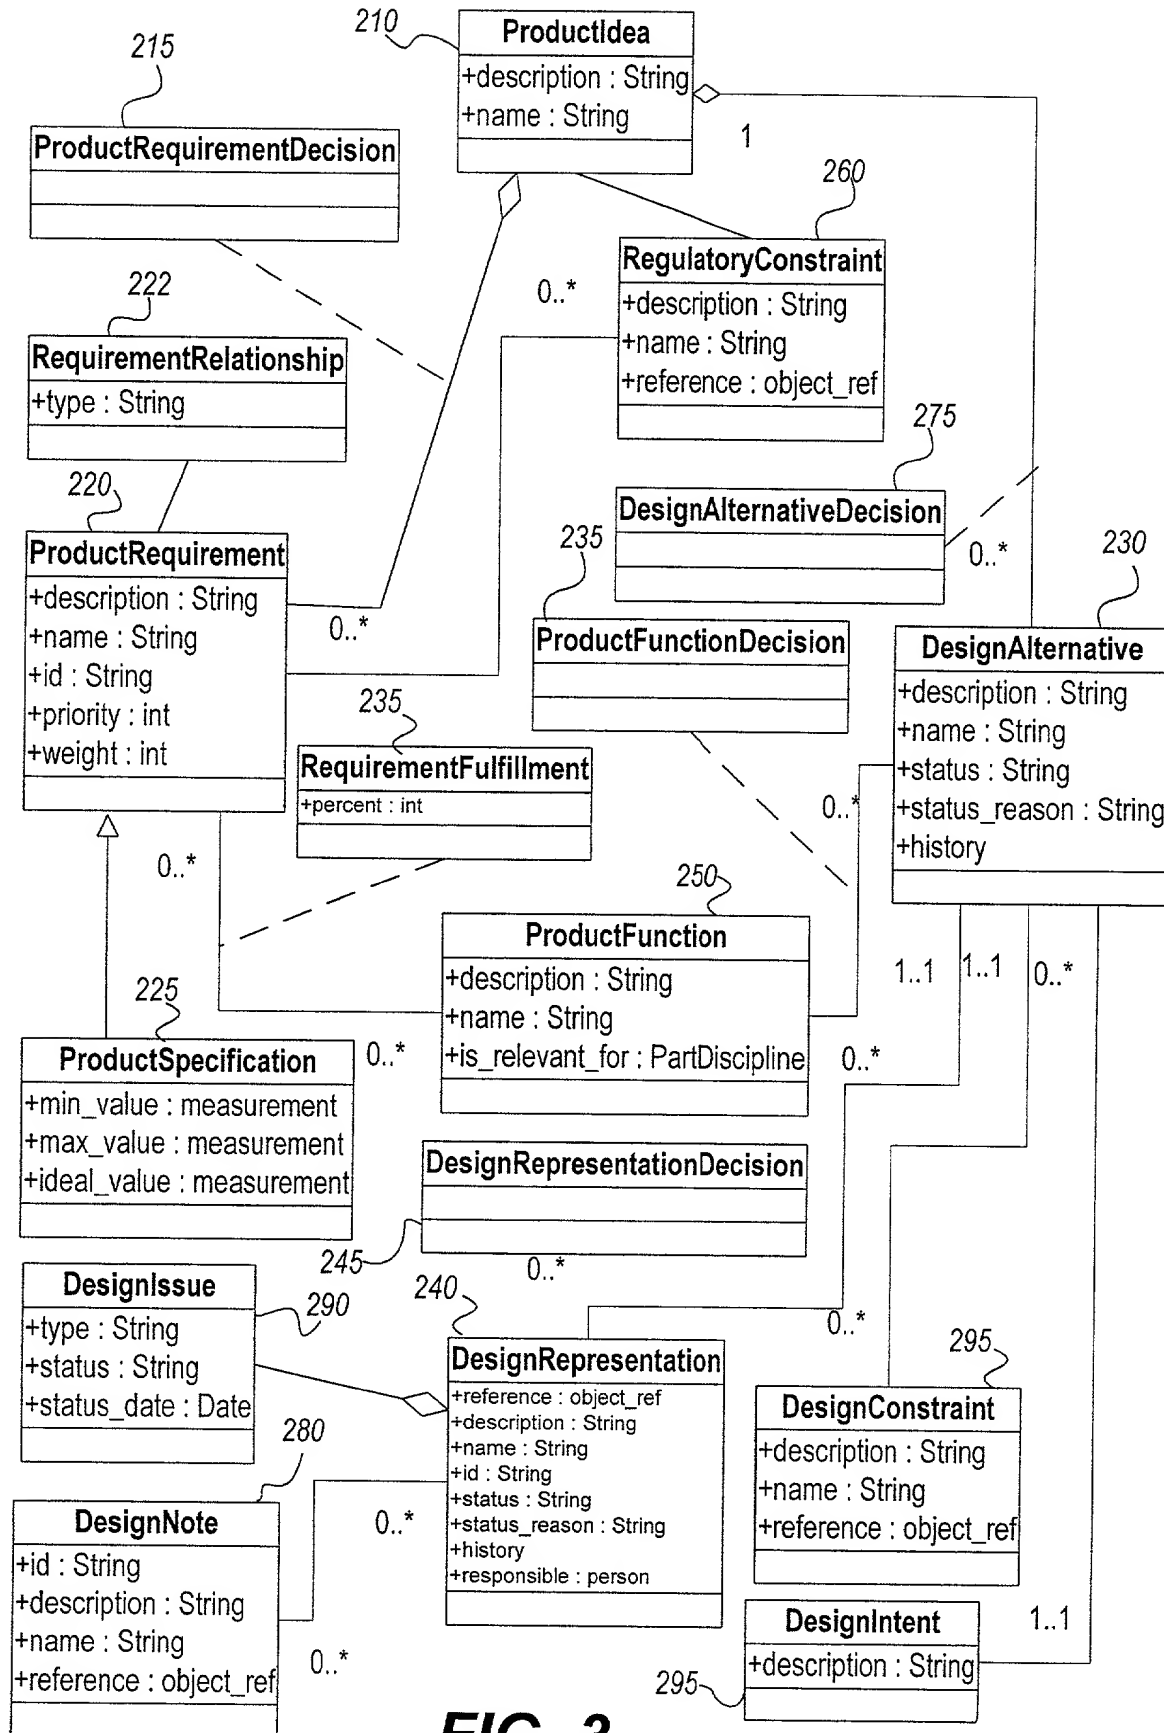 210
ProductIdea
+description : String
+name : String
1
215
ProductRequirementDecision
260
RegulatoryConstraint
+description : String
+name : String
+reference : object_ref
0..*
222
RequirementRelationship
+type : String
275
DesignAlternativeDecision
0..*
220
ProductRequirement
+description : String
+name : String
+id : String
+priority : int
+weight : int
0..*
235
ProductFunctionDecision
230
DesignAlternative
+description : String
+name : String
+status : String
+status_reason : String
+history
235
RequirementFulfillment
+percent : int
0..*
0..*
250
ProductFunction
+description : String
+name : String
+is_relevant_for : PartDiscipline
1..1
1..1
0..*
225
ProductSpecification
+min_value : measurement
+max_value : measurement
+ideal_value : measurement
0..*
0..*
DesignRepresentationDecision
245
0..*
DesignIssue
+type : String
+status : String
+status_date : Date
290
240
DesignRepresentation
+reference : object_ref
+description : String
+name : String
+id : String
+status : String
+status_reason : String
+history
+responsible : person
0..*
295
DesignConstraint
+description : String
+name : String
+reference : object_ref
280
DesignNote
+id : String
+description : String
+name : String
+reference : object_ref
0..*
0..*
DesignIntent
+description : String
1..1
295